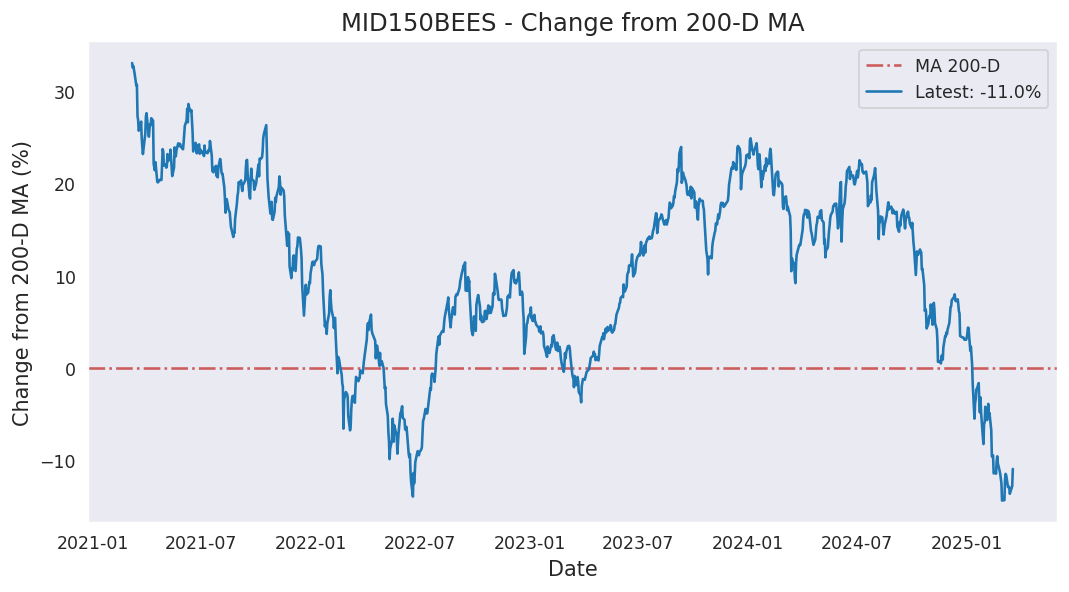 MID150BEES - Change from 200-D MA
MA 200-D
Latest: -11.0%
Change from 200-D MA (%)
30
20
10
0
−10
2021-01 2021-07 2022-01 2022-07 2023-01 2023-07 2024-01 2024-07 2025-01
Date